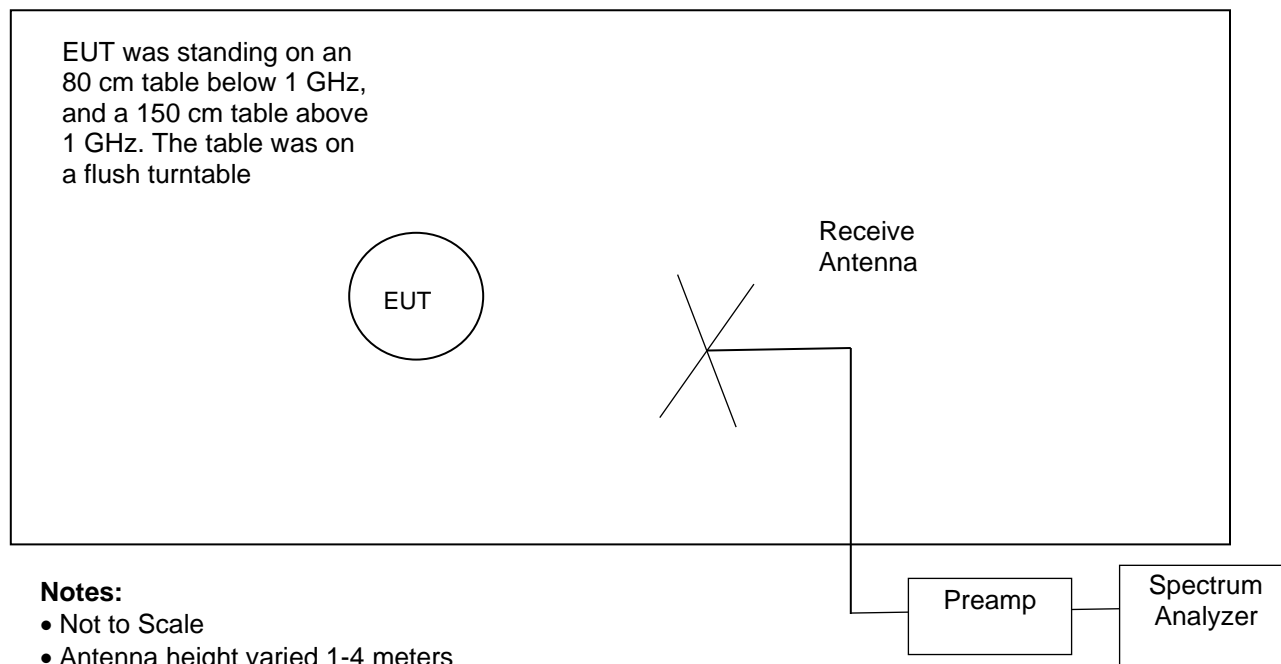 EUT was standing on an
80 cm table below 1 GHz,
and a 150 cm table above
1 GHz. The table was on
a flush turntable
Receive
Antenna
EUT
Preamp
Spectrum
Analyzer
Notes:
• Not to Scale
• Antenna height varied 1-4 meters